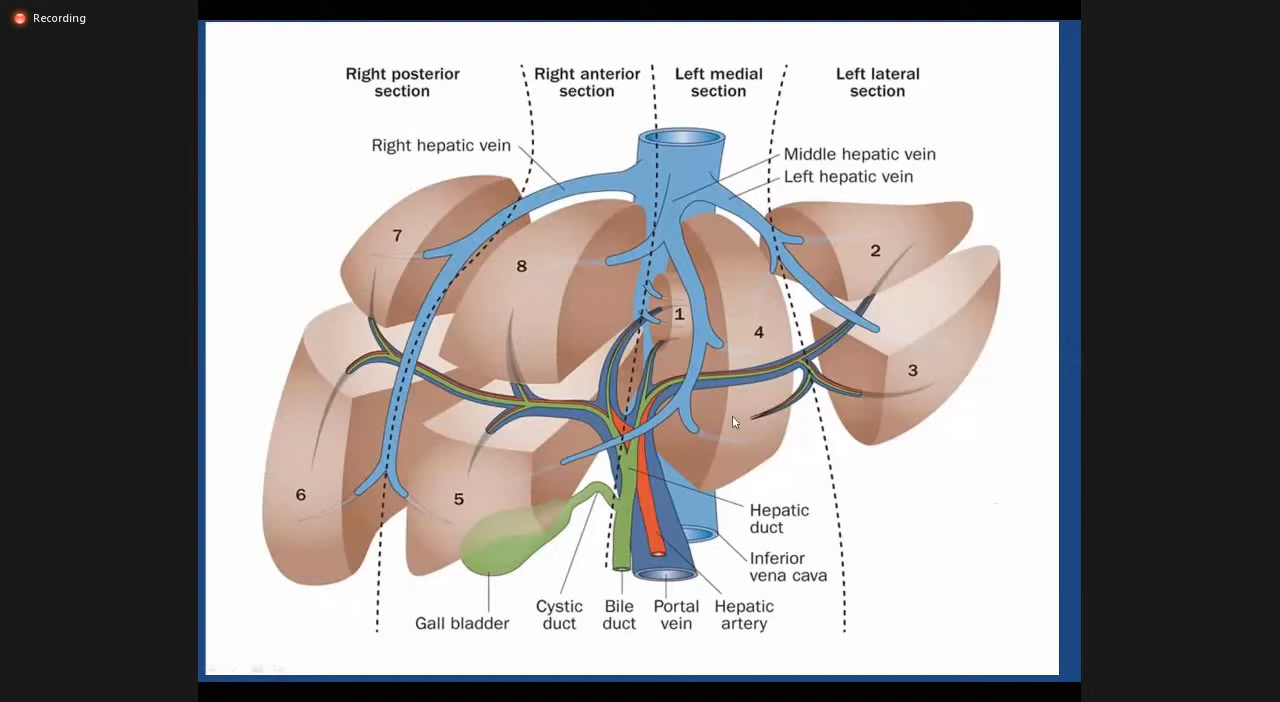 Recording
Right posterior
section
Right anterior
section
Left medial
section
Left lateral
section
Right hepatic vein
Middle hepatic vein
Left hepatic vein
7
8
2
1
4
3
6
5
Hepatic
duct
Inferior
vena cava
Gall bladder
Cystic
duct
Bile
duct
Portal
vein
Hepatic
artery